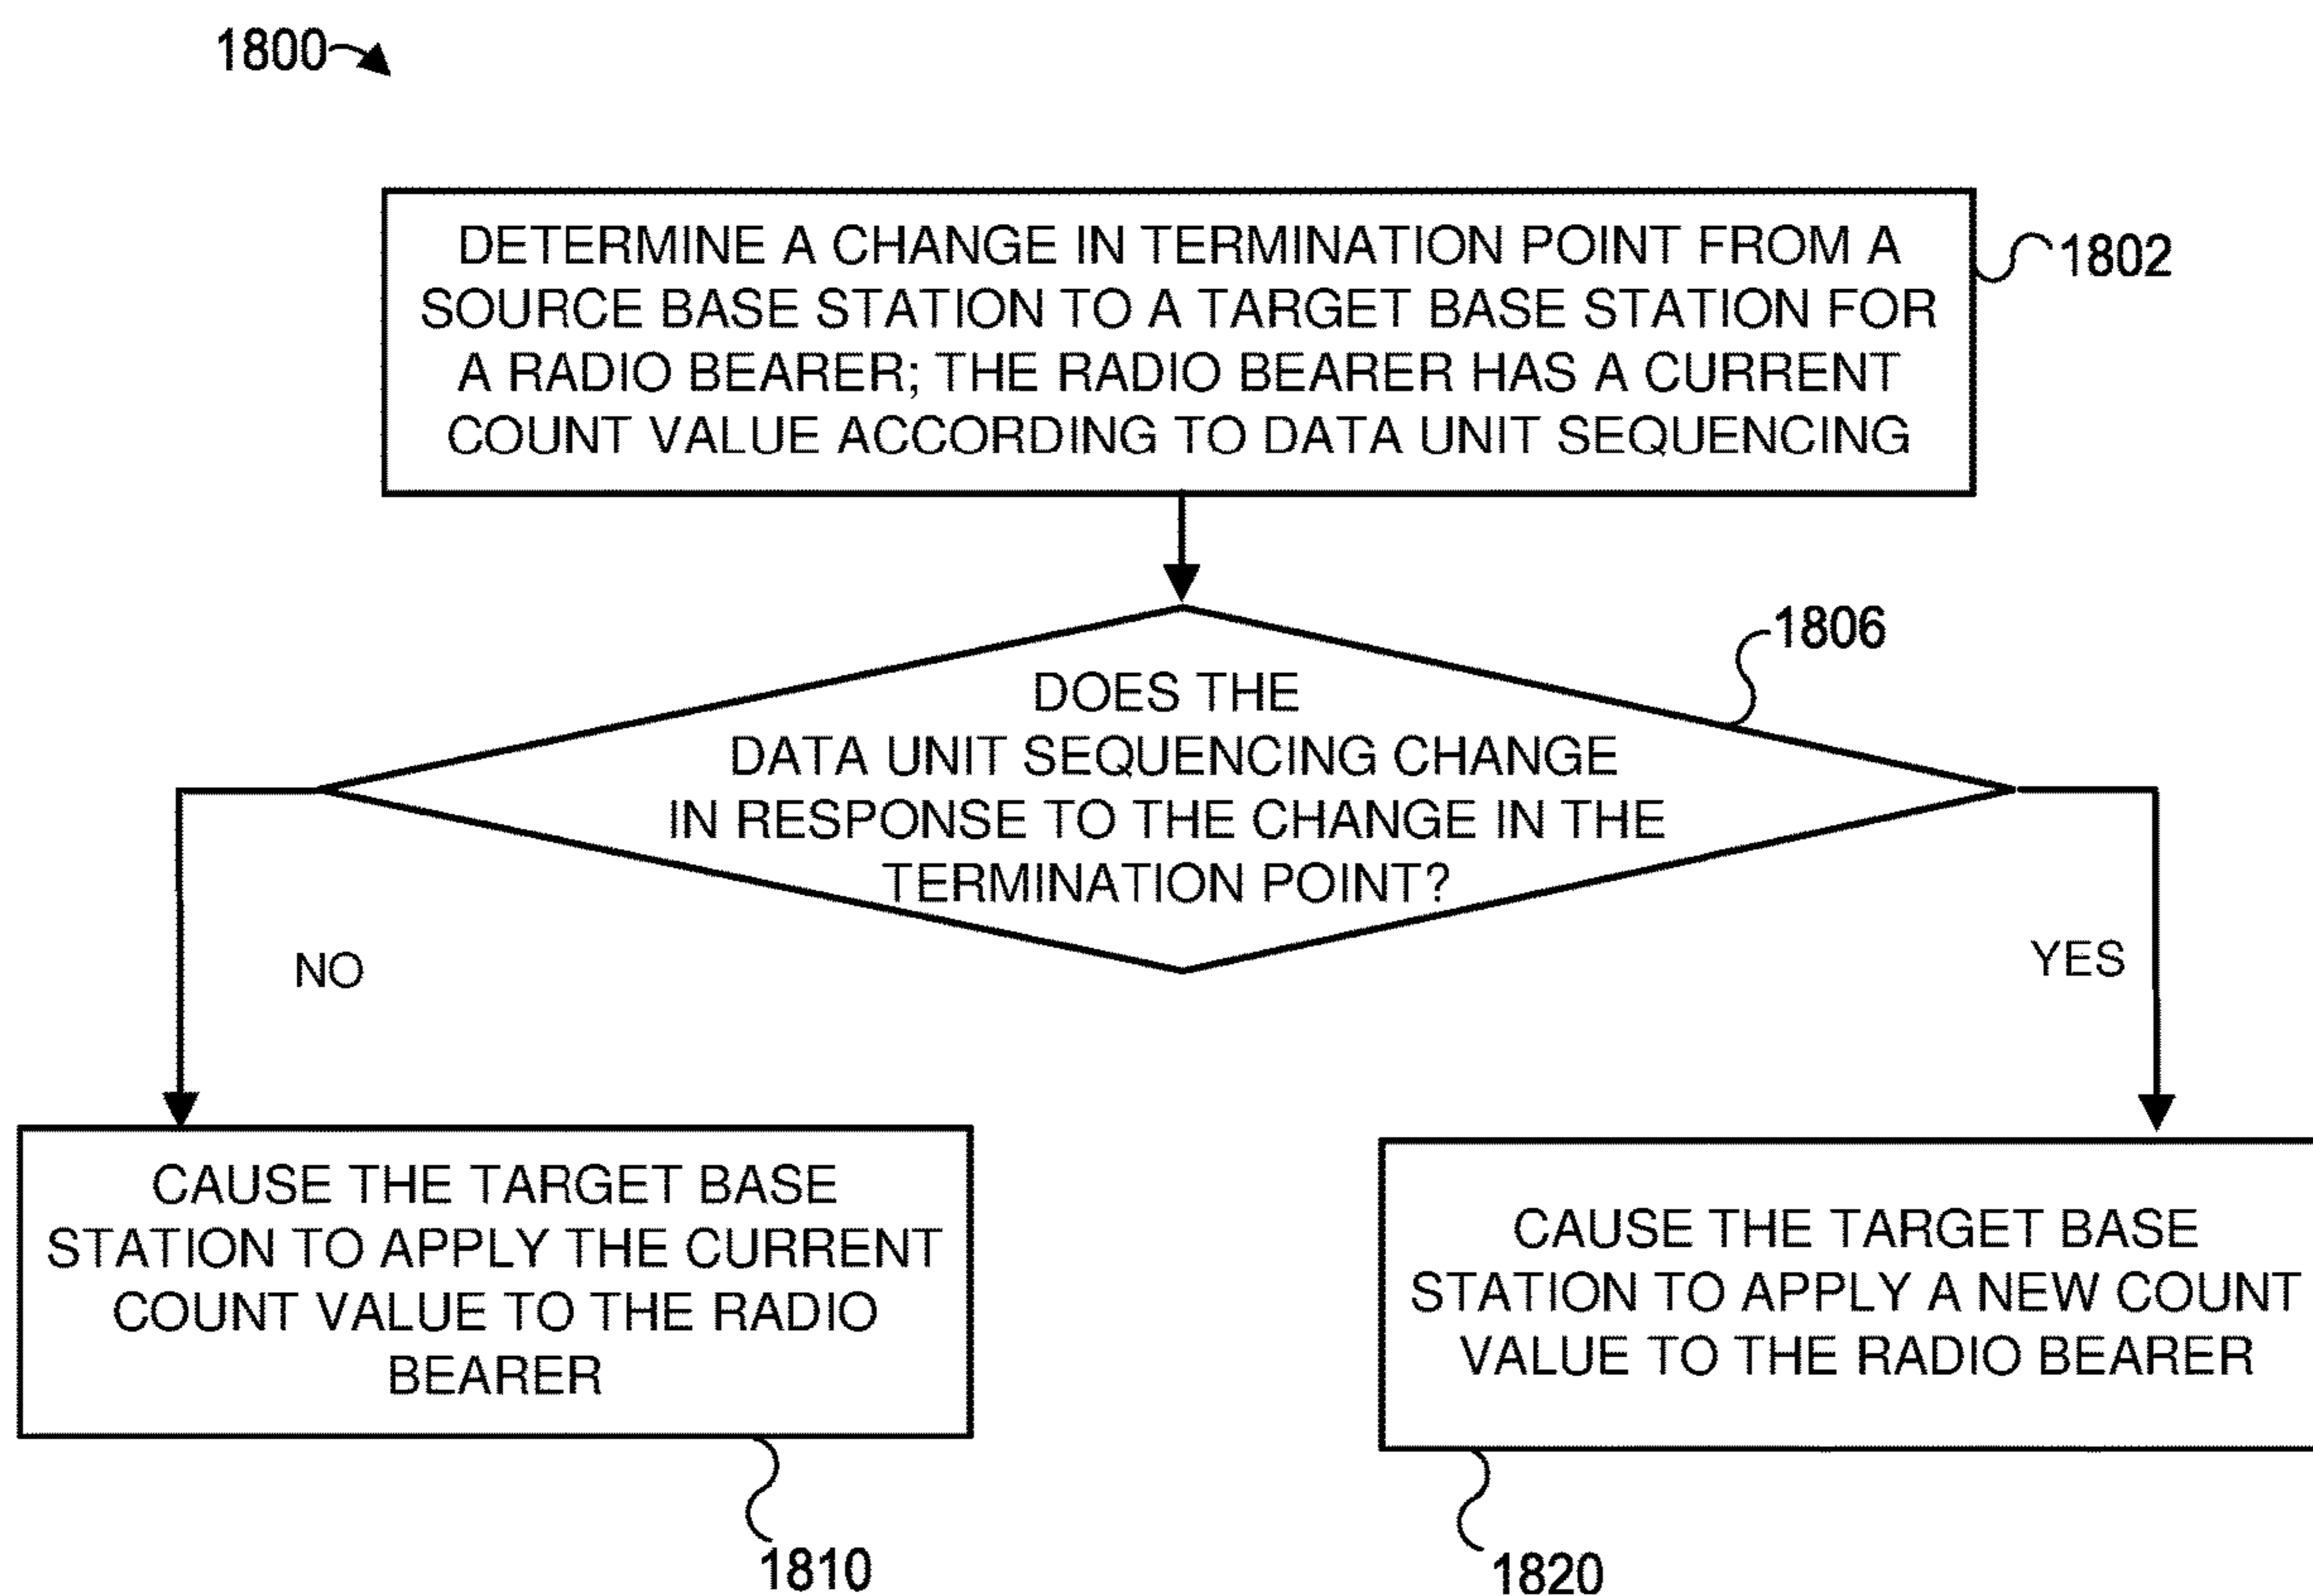 1800
DETERMINE A CHANGE IN TERMINATION POINT FROM A
SOURCE BASE STATION TO A TARGET BASE STATION FOR
A RADIO BEARER; THE RADIO BEARER HAS A CURRENT
COUNT VALUE ACCORDING TO DATA UNIT SEQUENCING
1802
1806
DOES THE
DATA UNIT SEQUENCING CHANGE
IN RESPONSE TO THE CHANGE IN THE
TERMINATION POINT?
NO
YES
CAUSE THE TARGET BASE
STATION TO APPLY THE CURRENT
COUNT VALUE TO THE RADIO
BEARER
1810
CAUSE THE TARGET BASE
STATION TO APPLY A NEW COUNT
VALUE TO THE RADIO BEARER
1820